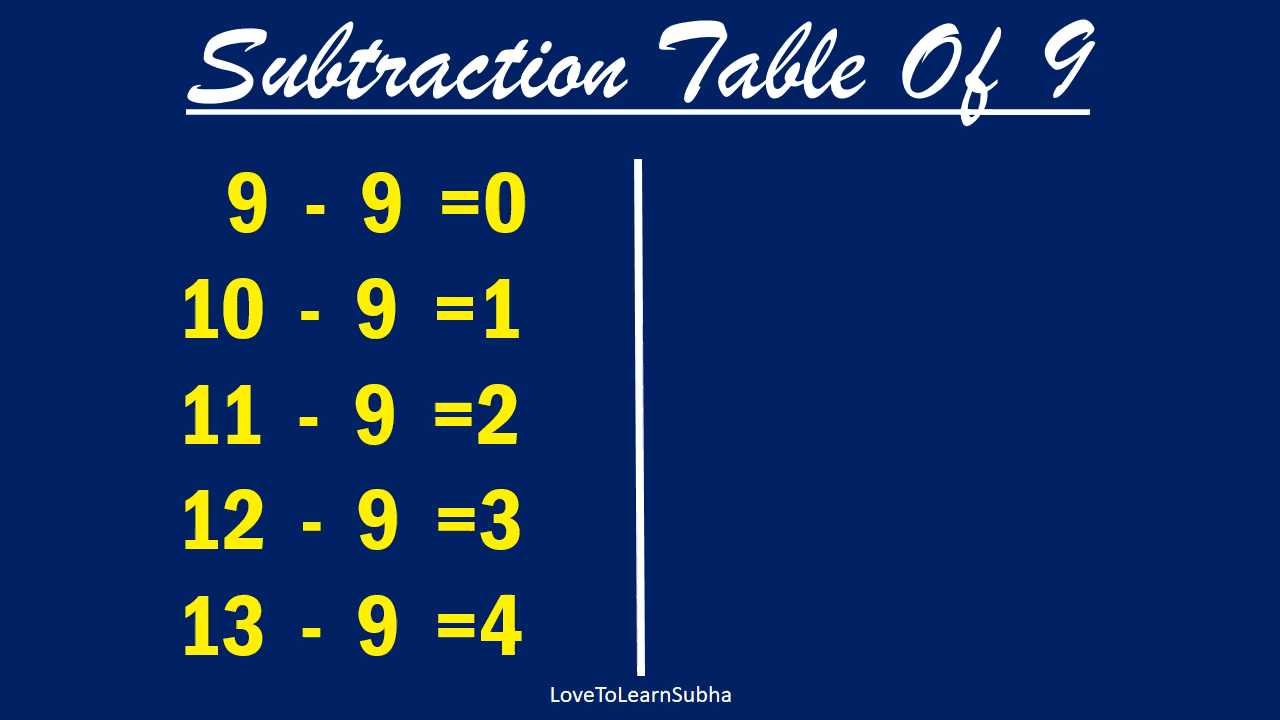 Subtraction Table Of 9
9 - 9 =0
10 - 9 =1
11 - 9 =2
12 - 9 =3
13 - 9 =4
LoveToLearnSubha